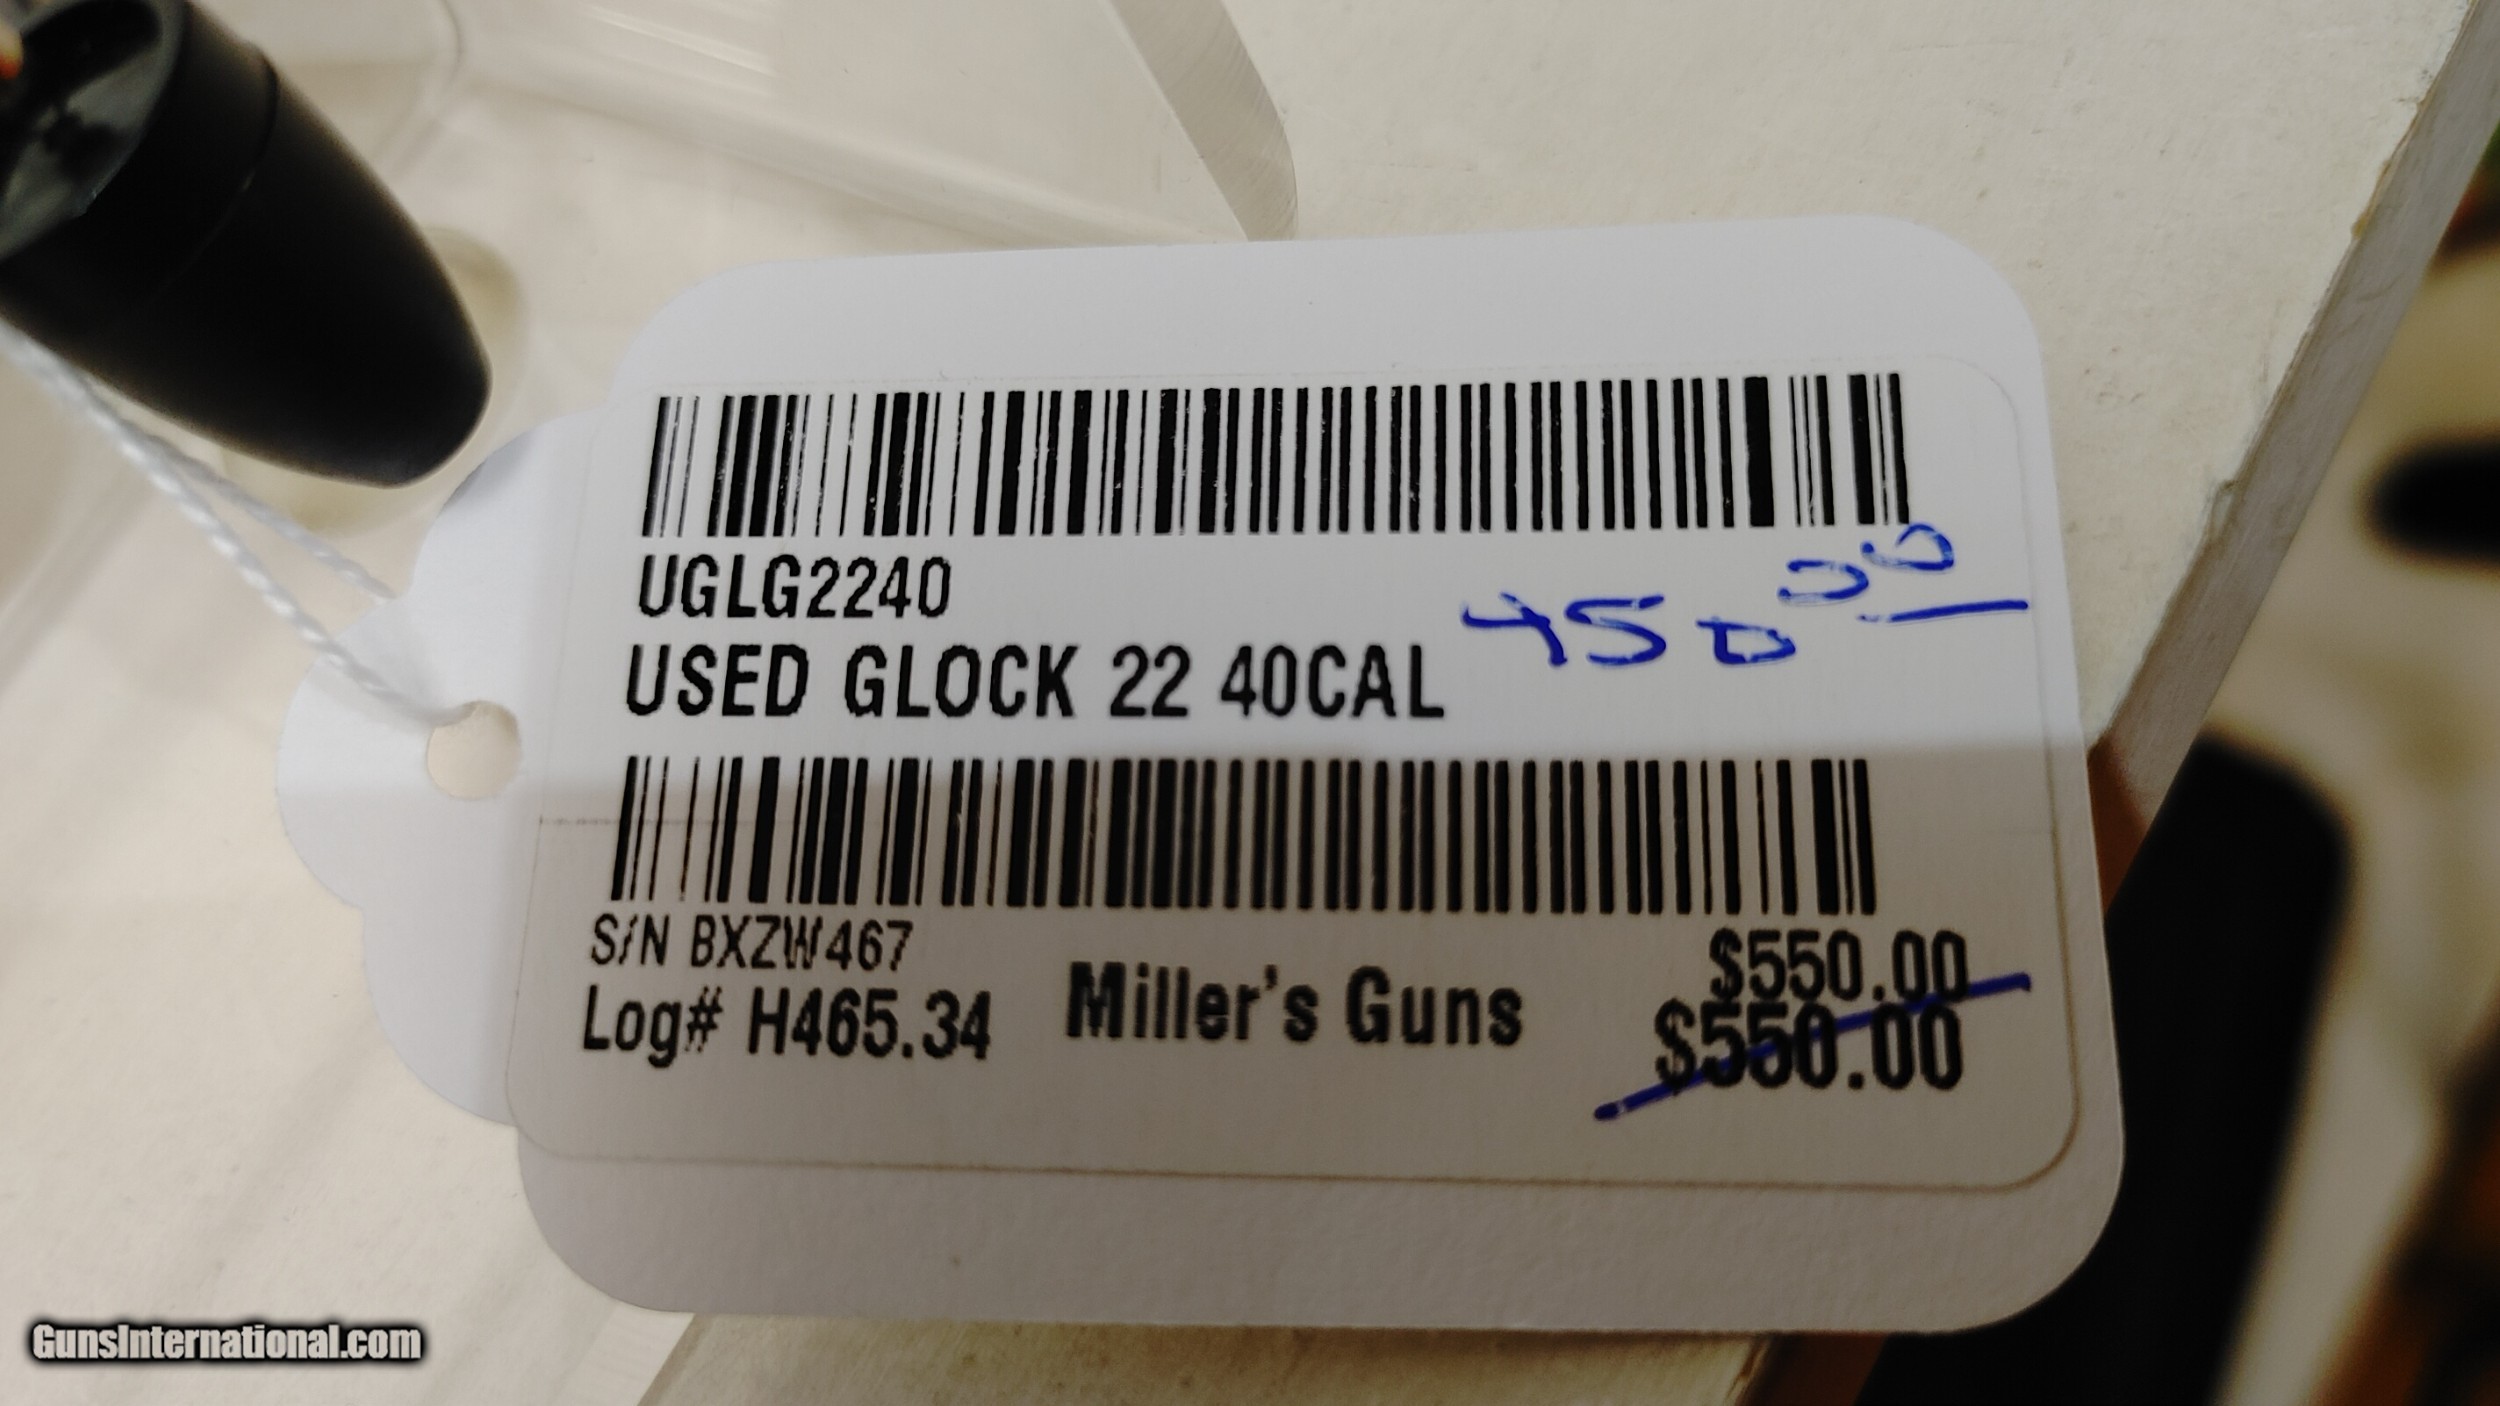 UGLG2240
450.00
USED GLOCK 22 40CAL
S/N BXZW467
Log# H465.34
Miller's Guns
$550.00
$550.00
GunsInternational.com